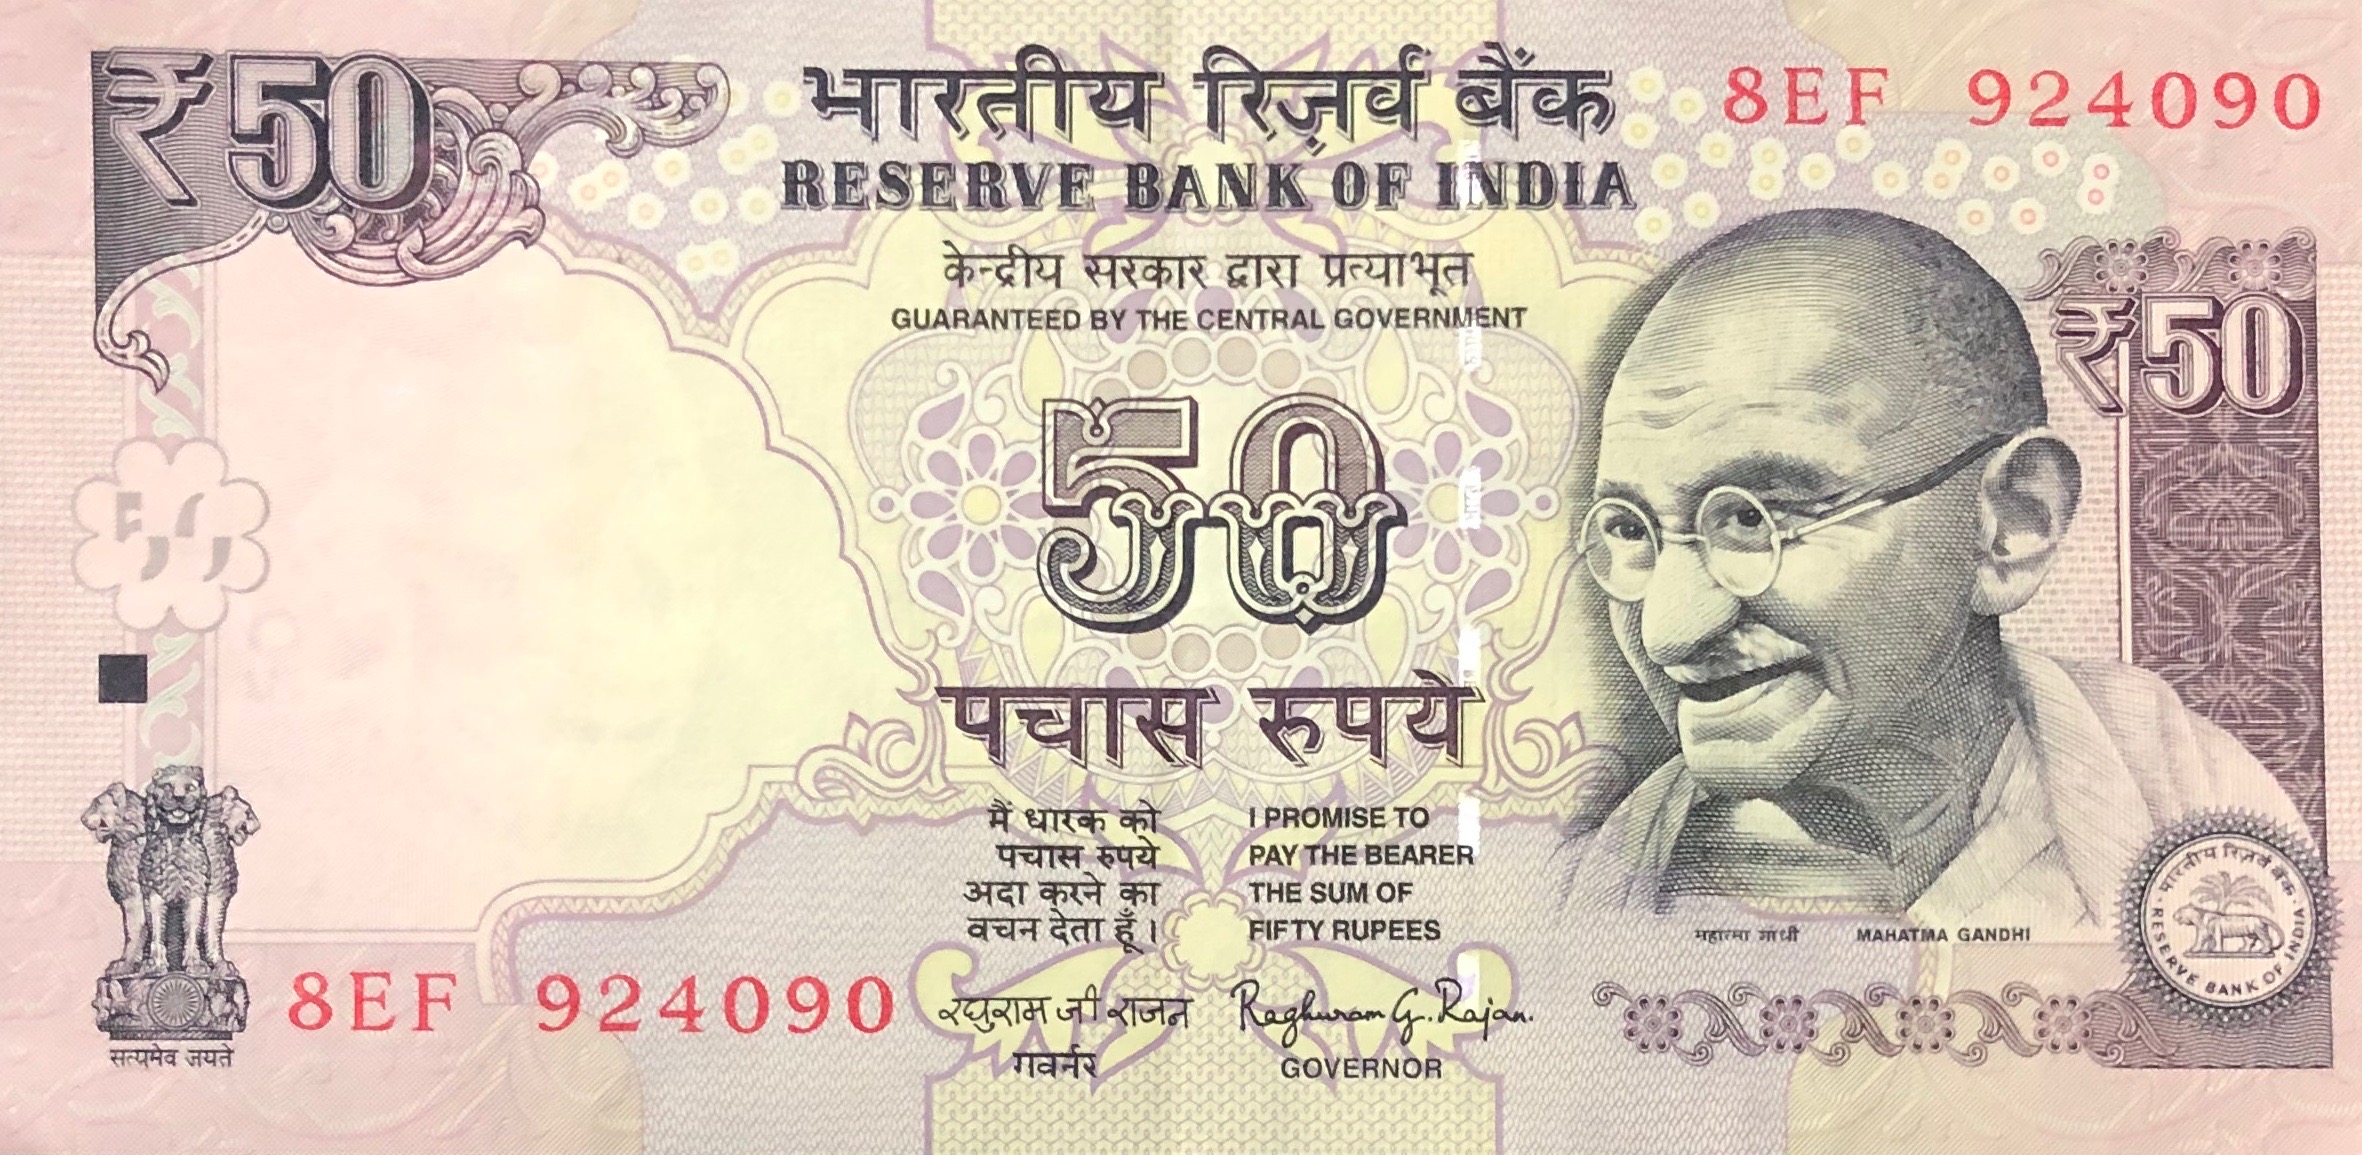 ₹50
भारतीय रिज़र्व बैंक
8EF 924090
RESERVE BANK OF INDIA
केन्द्रीय सरकार द्वारा प्रत्याभूत
GUARANTEED BY THE CENTRAL GOVERNMENT
₹50
50
पचास रुपये
मैं धारक को
पचास रुपये
अदा करने का
वचन देता हूँ।
I PROMISE TO
PAY THE BEARER
THE SUM OF
FIFTY RUPEES
महात्मा गांधी MAHATMA GANDHI
भारतीय रिज़र्व बैंक
RESERVE BANK OF INDIA
8EF 924090
रघुराम जी राजन Raghuram G. Rajan.
गवर्नर GOVERNOR
सत्यमेव जयते